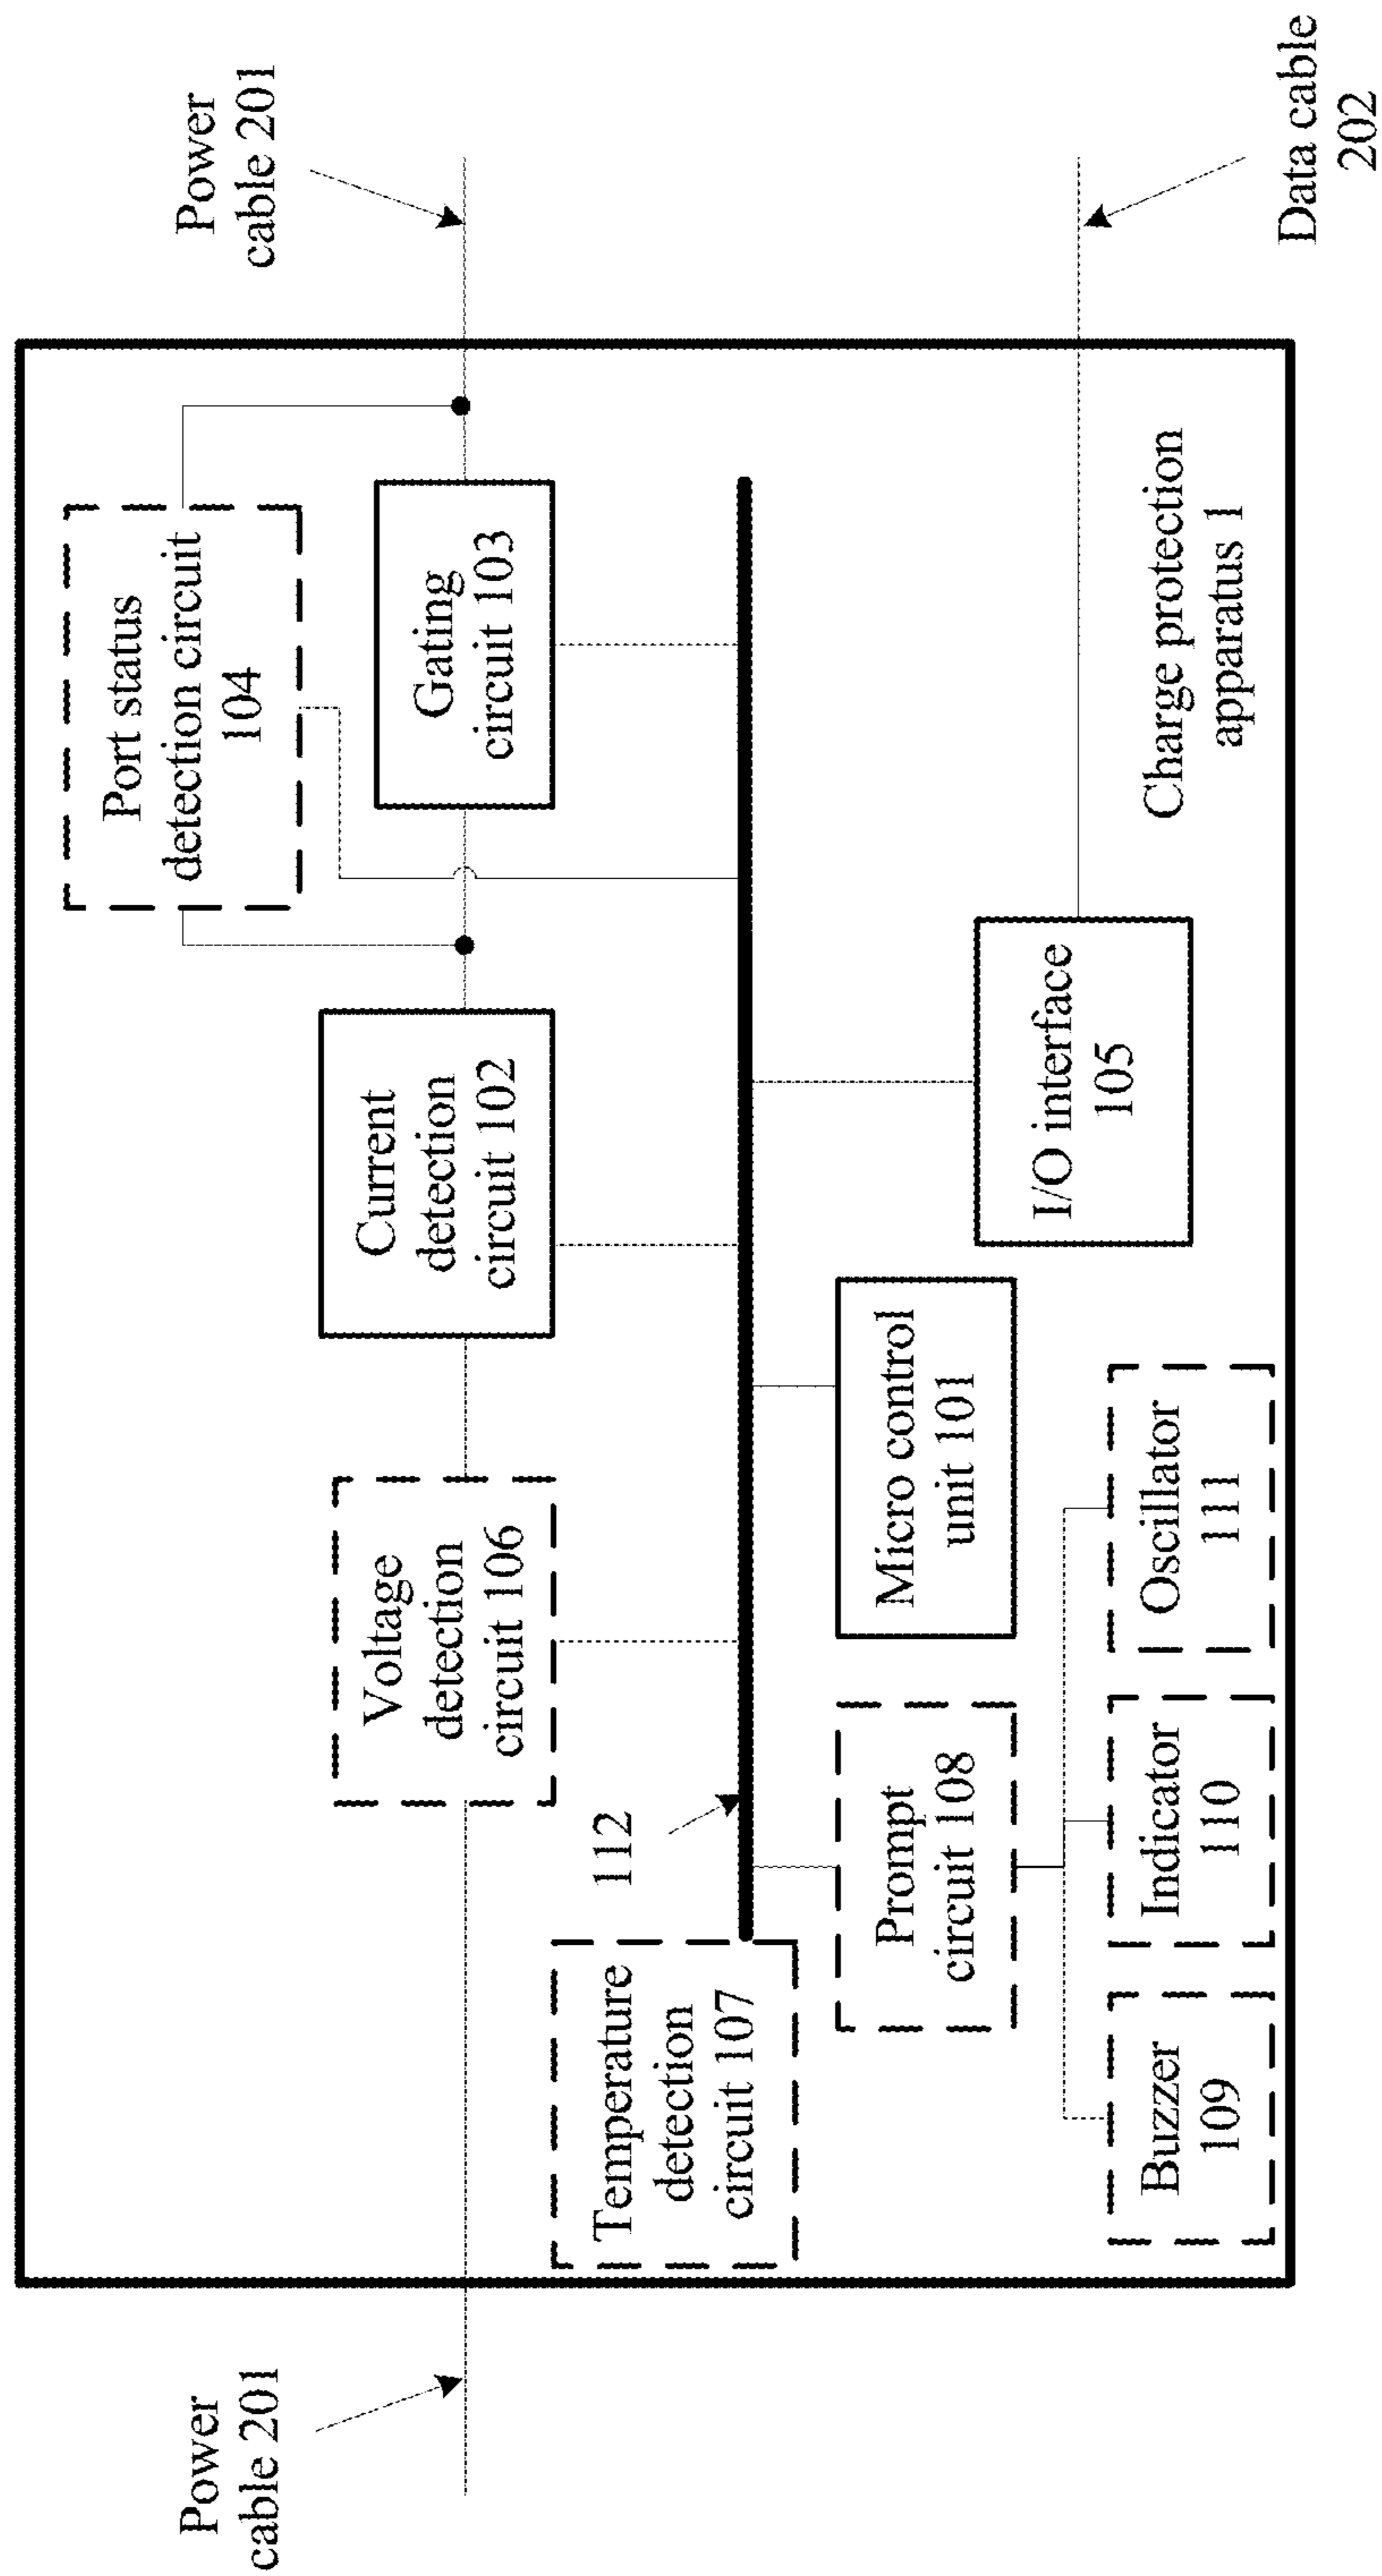 Power
cable 201
Power
cable 201
Port status
detection circuit
104
Voltage
detection
circuit 106
Current
detection
circuit 102
Gating
circuit 103
Temperature
detection
circuit 107
112
Prompt
circuit 108
Micro control
unit 101
I/O interface
105
Buzzer
109
Indicator
110
Oscillator
111
Charge protection
apparatus 1
Data cable
202